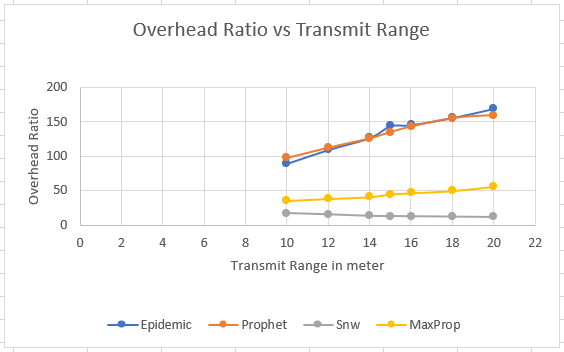 Overhead Ratio vs Transmit Range
200
150
100
50
0
Overhead Ratio
0 2 4 6 8 10 12 14 16 18 20 22
Transmit Range in meter
Epidemic Prophet Snw MaxProp